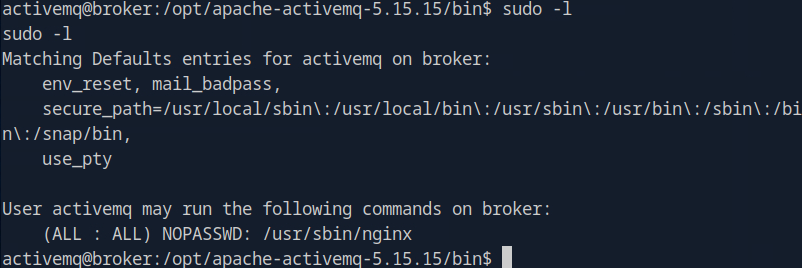 activemq@broker:/opt/apache-activemq-5.15.15/bin$ sudo -l
sudo -l
Matching Defaults entries for activemq on broker:
    env_reset, mail_badpass,
    secure_path=/usr/local/sbin\:/usr/local/bin\:/usr/sbin\:/usr/bin\:/sbin\:/bi
n\:/snap/bin,
    use_pty

User activemq may run the following commands on broker:
    (ALL : ALL) NOPASSWD: /usr/sbin/nginx
activemq@broker:/opt/apache-activemq-5.15.15/bin$